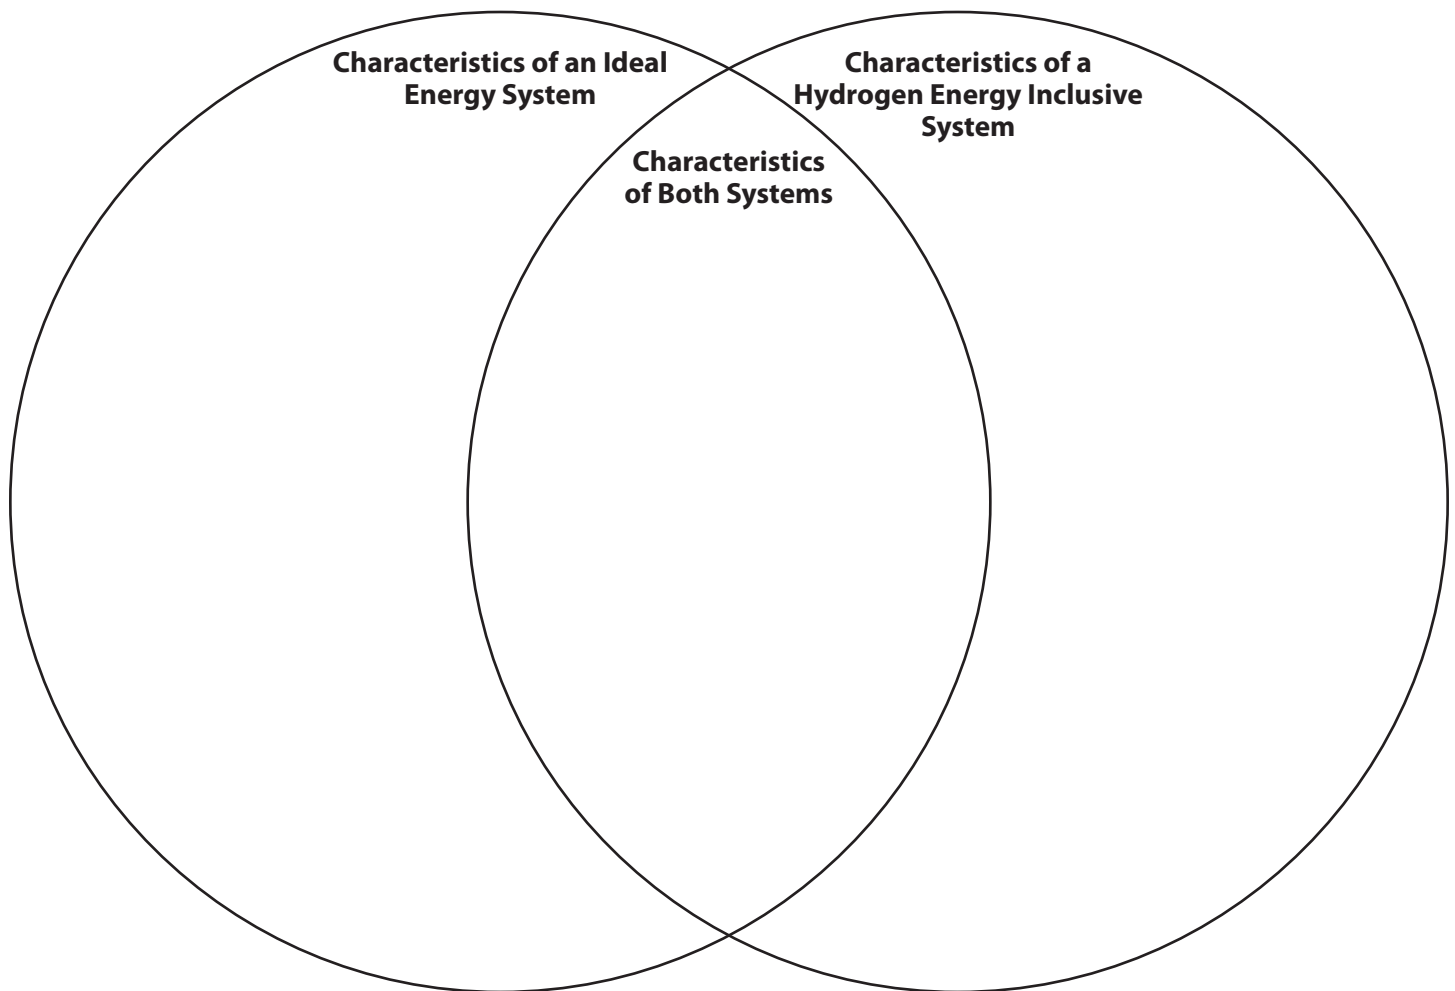 Characteristics of an Ideal
Energy System
Characteristics of a
Hydrogen Energy Inclusive
System
Characteristics
of Both Systems